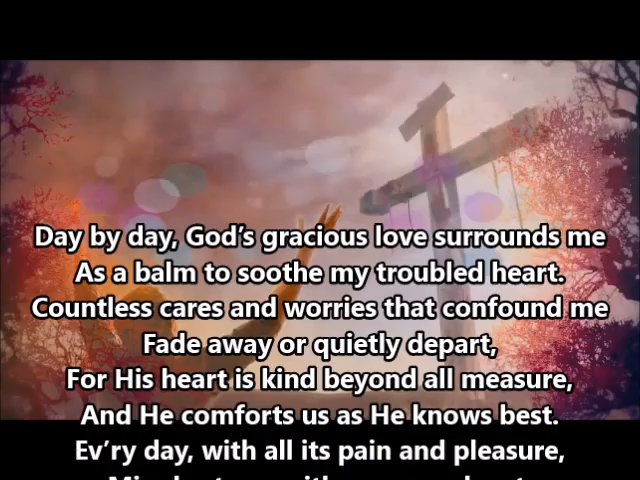 Day by day, God's gracious love surrounds me
As a balm to soothe my troubled heart.
Countless cares and worries that confound me
Fade away or quietly depart,
For His heart is kind beyond all measure,
And He comforts us as He knows best.
Ev'ry day, with all its pain and pleasure,